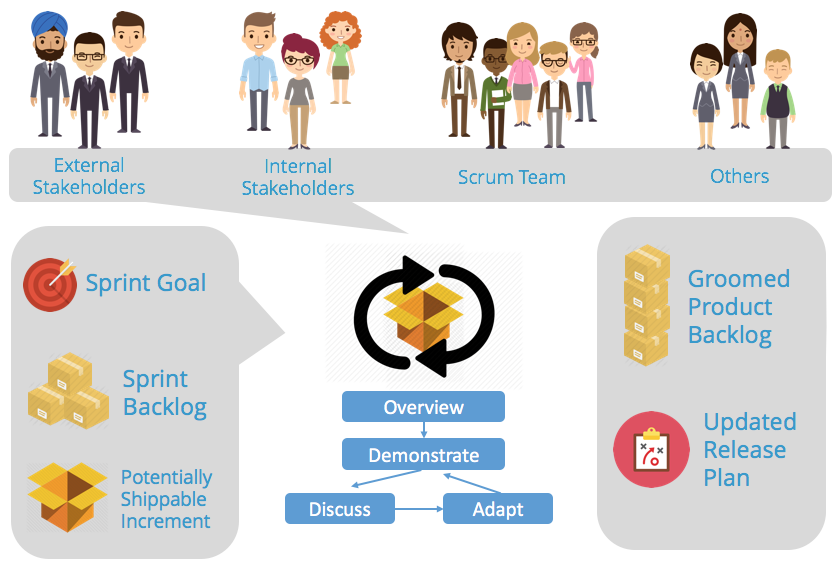 External
Stakeholders
Internal
Stakeholders
Scrum Team
Others
Sprint Goal
Sprint
Backlog
Potentially
Shippable
Increment
Overview
Demonstrate
Discuss
Adapt
Groomed
Product
Backlog
Updated
Release
Plan